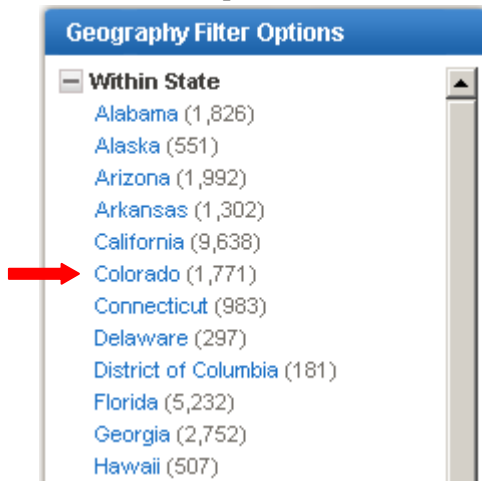 Geography Filter Options
Within State
Alabama (1,826)
Alaska (551)
Arizona (1,992)
Arkansas (1,302)
California (9,638)
Colorado (1,771)
Connecticut (983)
Delaware (297)
District of Columbia (181)
Florida (5,232)
Georgia (2,752)
Hawaii (507)